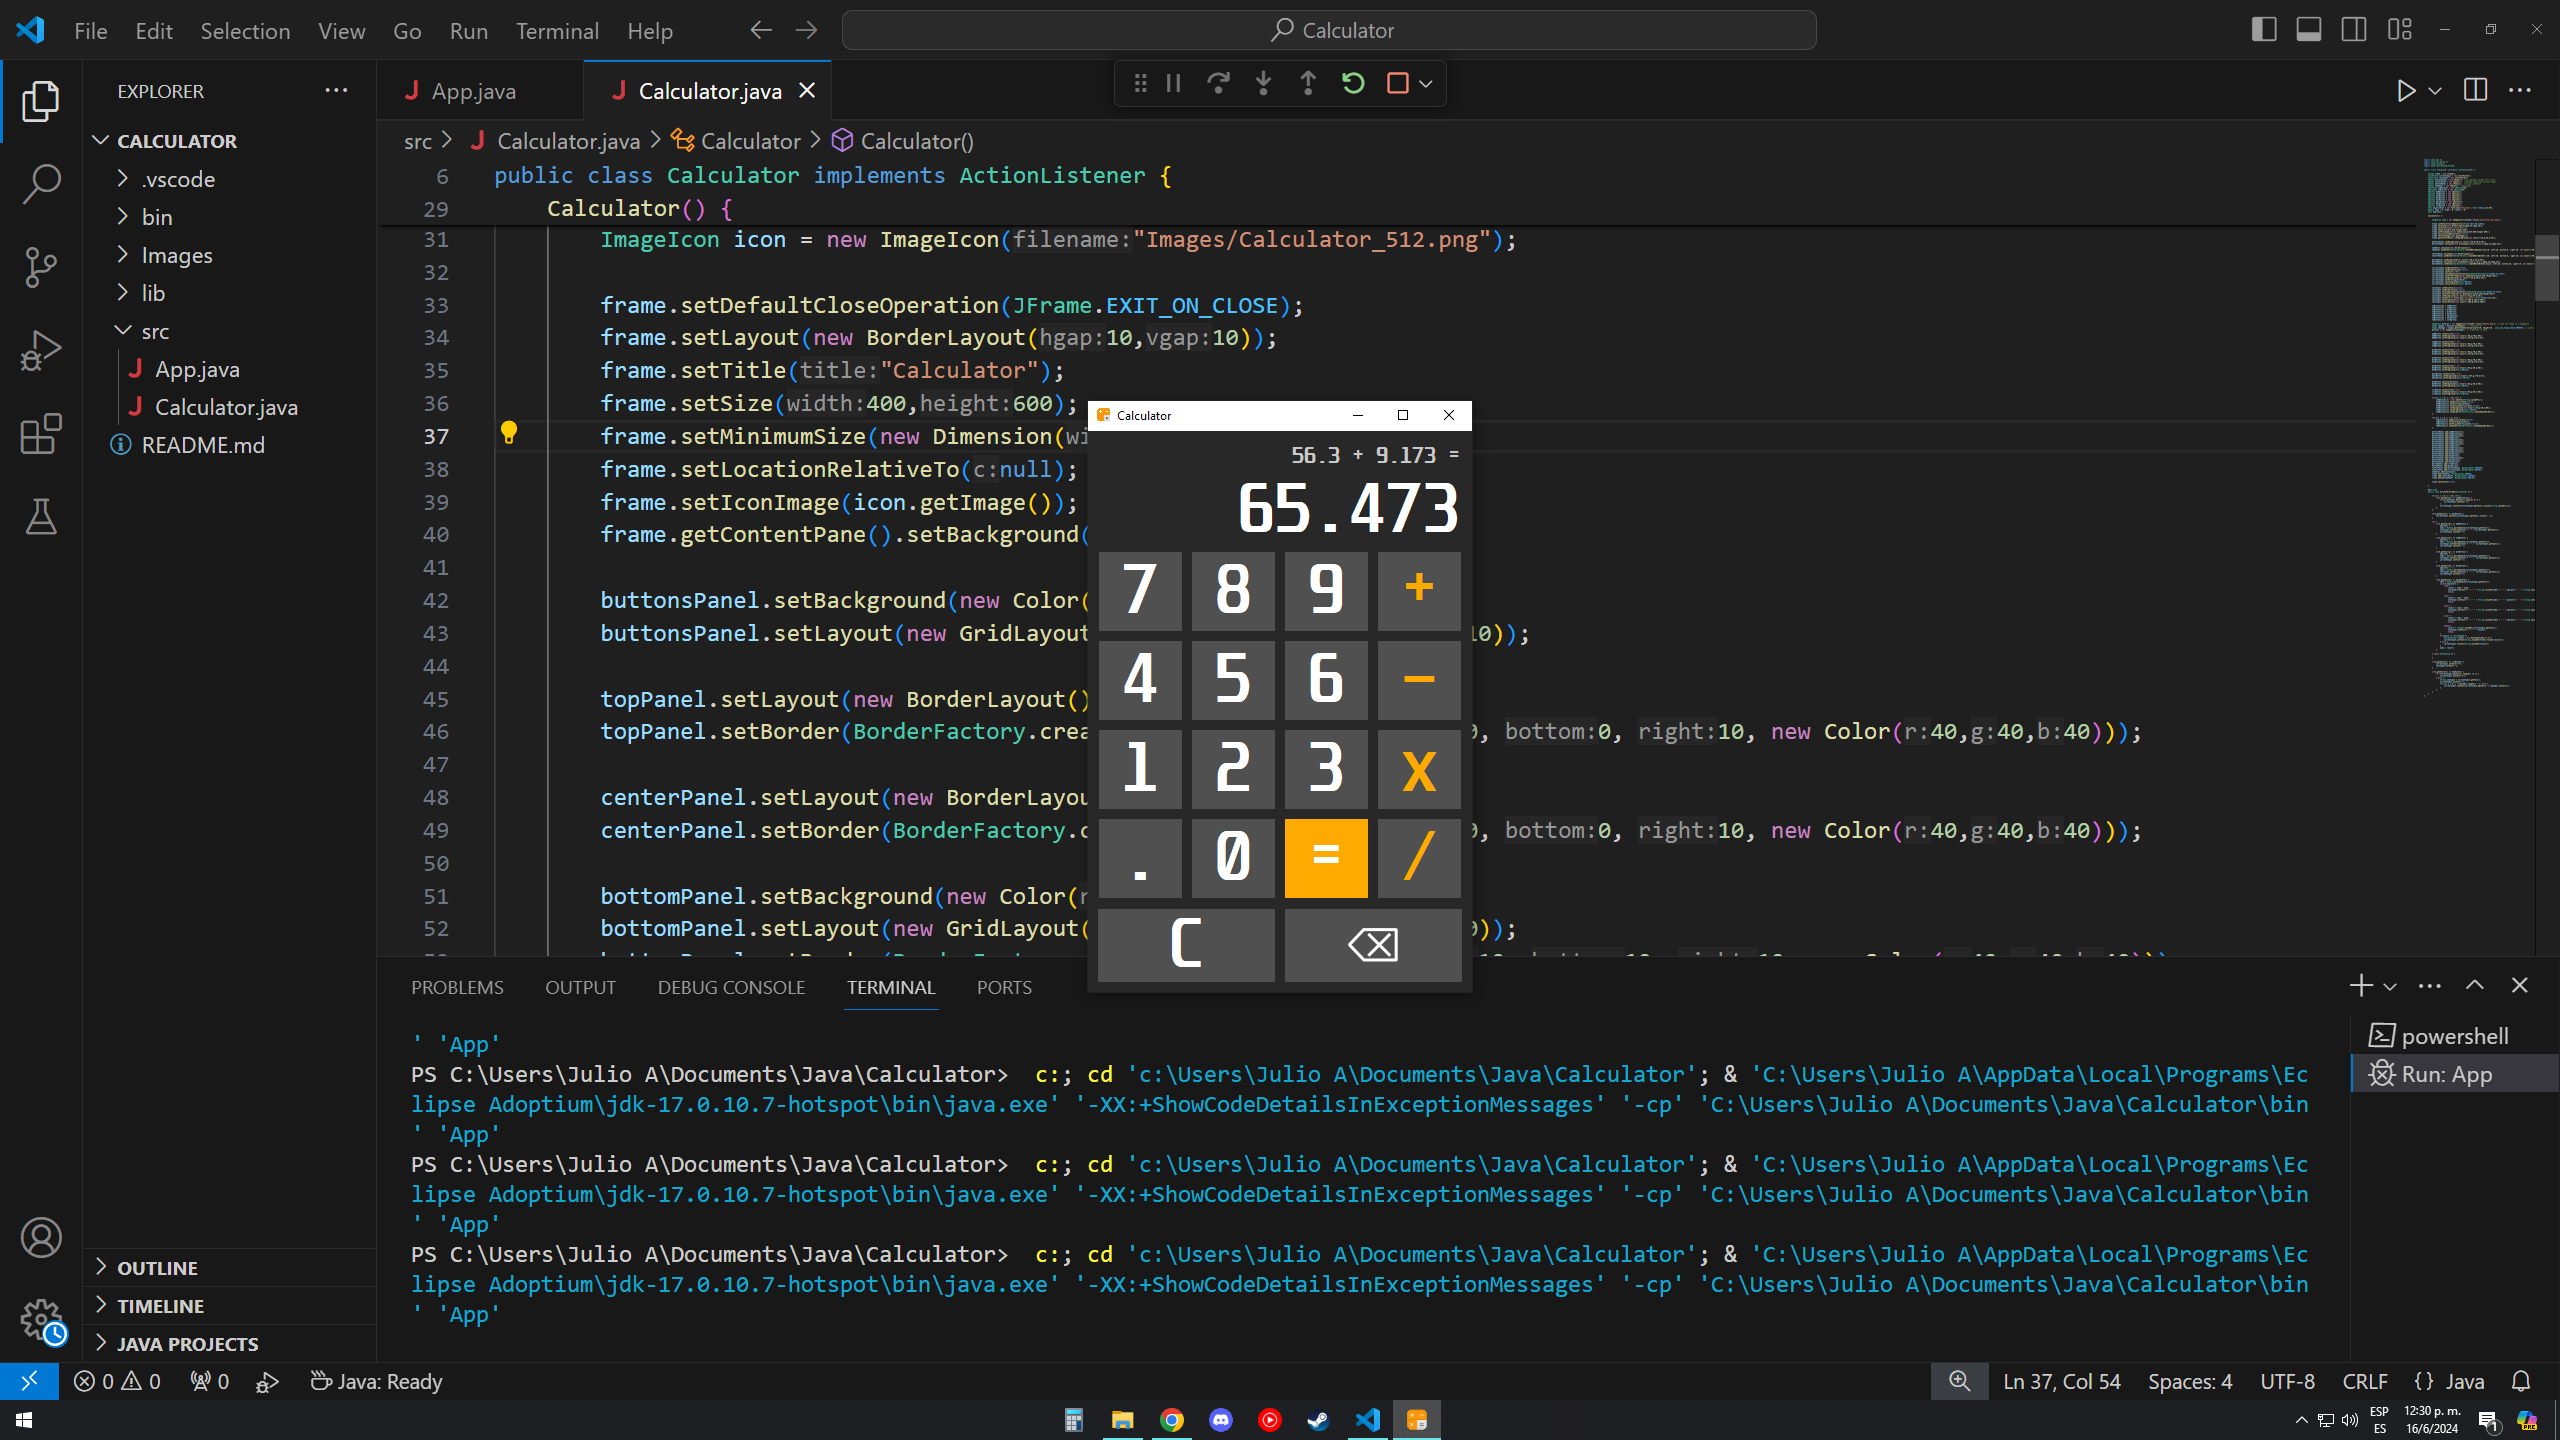 File Edit Selection View Go Run Terminal Help
Calculator
EXPLORER
CALCULATOR
.vscode
bin
Images
lib
src
App.java
Calculator.java
README.md
OUTLINE
TIMELINE
JAVA PROJECTS
App.java
Calculator.java
src > Calculator.java > Calculator > Calculator()
6 public class Calculator implements ActionListener {
29 Calculator() {
31 ImageIcon icon = new ImageIcon(filename:"Images/Calculator_512.png");
32
33 frame.setDefaultCloseOperation(JFrame.EXIT_ON_CLOSE);
34 frame.setLayout(new BorderLayout(hgap:10,vgap:10));
35 frame.setTitle(title:"Calculator");
36 frame.setSize(width:400,height:600);
37 frame.setMinimumSize(new Dimension(
38 frame.setLocationRelativeTo(c:null);
39 frame.setIconImage(icon.getImage());
40 frame.getContentPane().setBackground(
41
42 buttonsPanel.setBackground(new Color(
43 buttonsPanel.setLayout(new GridLayout 10));
44
45 topPanel.setLayout(new BorderLayout()
46 topPanel.setBorder(BorderFactory.crea 0, bottom:0, right:10, new Color(r:40,g:40,b:40)));
47
48 centerPanel.setLayout(new BorderLayou
49 centerPanel.setBorder(BorderFactory.c 0, bottom:0, right:10, new Color(r:40,g:40,b:40)));
50
51 bottomPanel.setBackground(new Color(r
52 bottomPanel.setLayout(new GridLayout( 0));
Calculator
56.3 + 9.173 =
65.473
7 8 9 +
4 5 6 -
1 2 3 x
. 0 = /
C
PROBLEMS OUTPUT DEBUG CONSOLE TERMINAL PORTS
' 'App'
PS C:\Users\Julio A\Documents\Java\Calculator>  c:; cd 'c:\Users\Julio A\Documents\Java\Calculator'; & 'C:\Users\Julio A\AppData\Local\Programs\Ec
lipse Adoptium\jdk-17.0.10.7-hotspot\bin\java.exe' '-XX:+ShowCodeDetailsInExceptionMessages' '-cp' 'C:\Users\Julio A\Documents\Java\Calculator\bin
' 'App'
PS C:\Users\Julio A\Documents\Java\Calculator>  c:; cd 'c:\Users\Julio A\Documents\Java\Calculator'; & 'C:\Users\Julio A\AppData\Local\Programs\Ec
lipse Adoptium\jdk-17.0.10.7-hotspot\bin\java.exe' '-XX:+ShowCodeDetailsInExceptionMessages' '-cp' 'C:\Users\Julio A\Documents\Java\Calculator\bin
' 'App'
PS C:\Users\Julio A\Documents\Java\Calculator>  c:; cd 'c:\Users\Julio A\Documents\Java\Calculator'; & 'C:\Users\Julio A\AppData\Local\Programs\Ec
lipse Adoptium\jdk-17.0.10.7-hotspot\bin\java.exe' '-XX:+ShowCodeDetailsInExceptionMessages' '-cp' 'C:\Users\Julio A\Documents\Java\Calculator\bin
' 'App'
powershell
Run: App
0 0 0 Java: Ready
Ln 37, Col 54 Spaces: 4 UTF-8 CRLF {} Java
ESP
ES
12:30 p. m.
16/6/2024
1